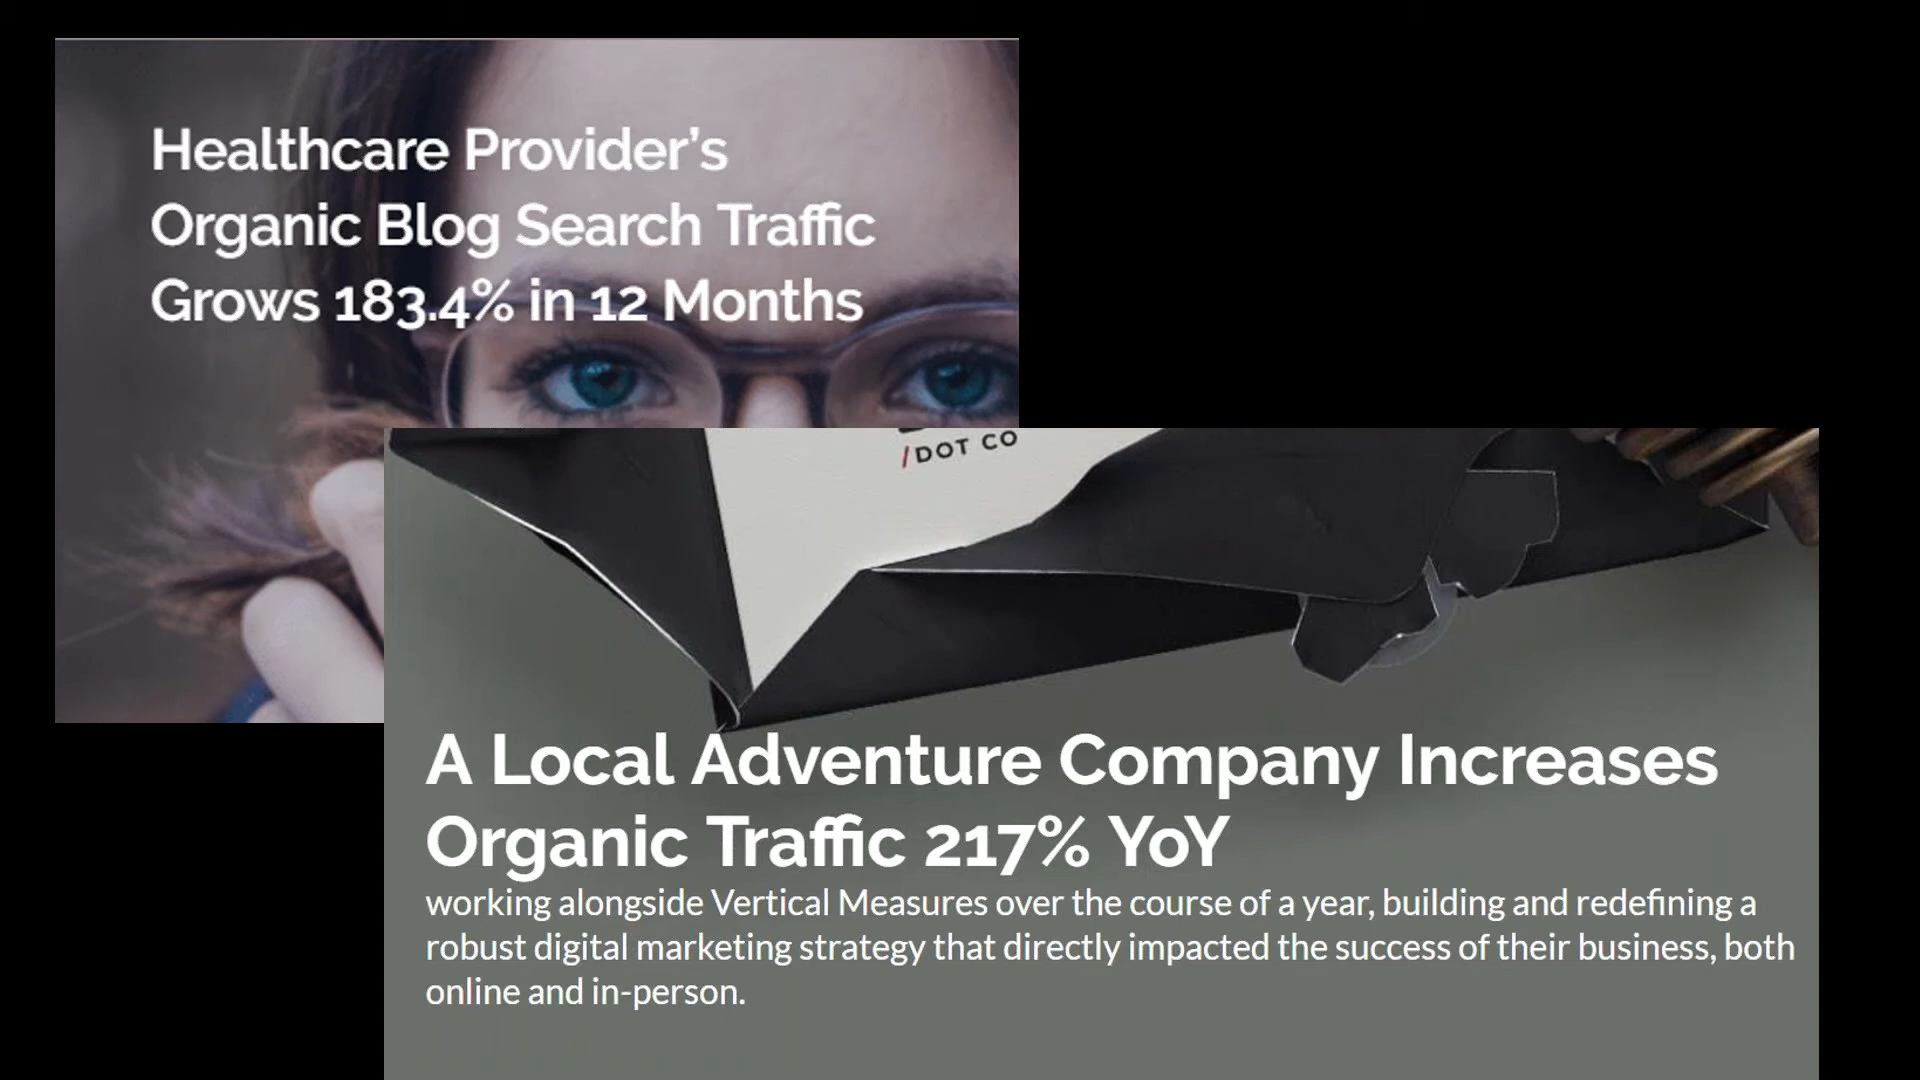 Healthcare Provider’s
Organic Blog Search Traffic
Grows 183.4% in 12 Months
/DOT CO
A Local Adventure Company Increases
Organic Traffic 217% YoY
working alongside Vertical Measures over the course of a year, building and redefining a
robust digital marketing strategy that directly impacted the success of their business, both
online and in-person.